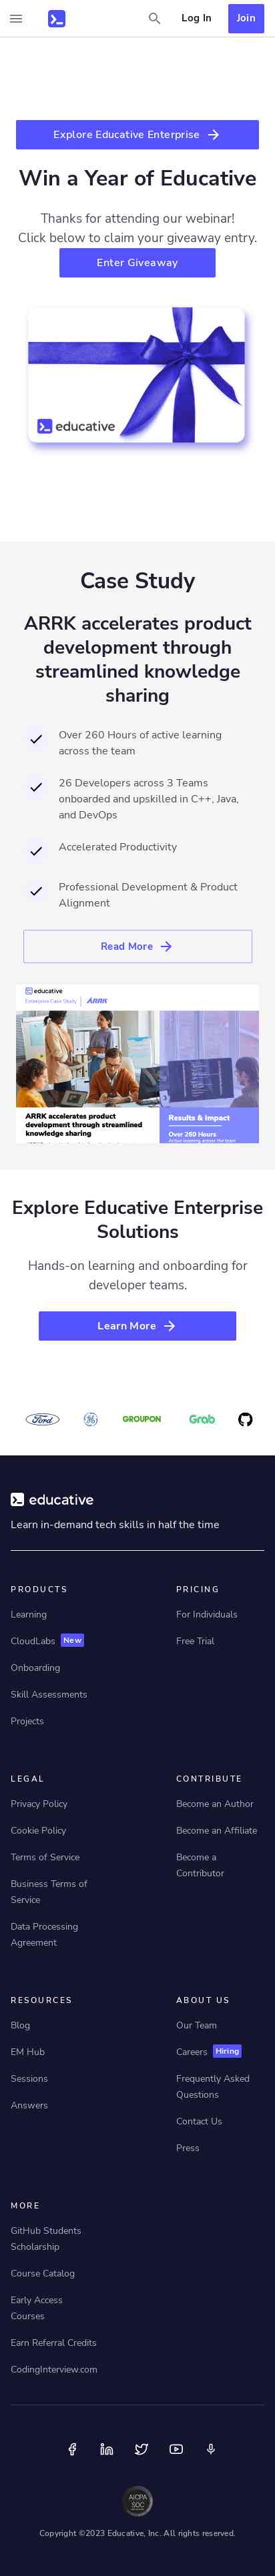 Log In
Join
Explore Educative Enterprise
Win a Year of Educative
Thanks for attending our webinar!
Click below to claim your giveaway entry.
Enter Giveaway
educative
Case Study
ARRK accelerates product
development through
streamlined knowledge
sharing
Over 260 Hours of active learning
across the team
26 Developers across 3 Teams
onboarded and upskilled in C++, Java,
and DevOps
Accelerated Productivity
Professional Development & Product
Alignment
Read More
educative
Enterprise Case Study
ARRK
ARRK accelerates product
development through streamlined
knowledge sharing
Results & Impact
Over 260 Hours
Active learning across the team
Explore Educative Enterprise
Solutions
Hands-on learning and onboarding for
developer teams.
Learn More
Ford
GE
GROUPON
Grab
educative
Learn in-demand tech skills in half the time
PRODUCTS
Learning
CloudLabs New
Onboarding
Skill Assessments
Projects
PRICING
For Individuals
Free Trial
LEGAL
Privacy Policy
Cookie Policy
Terms of Service
Business Terms of
Service
Data Processing
Agreement
CONTRIBUTE
Become an Author
Become an Affiliate
Become a
Contributor
RESOURCES
Blog
EM Hub
Sessions
Answers
ABOUT US
Our Team
Careers Hiring
Frequently Asked
Questions
Contact Us
Press
MORE
GitHub Students
Scholarship
Course Catalog
Early Access
Courses
Earn Referral Credits
CodingInterview.com
AICPA
SOC
Copyright ©2023 Educative, Inc. All rights reserved.